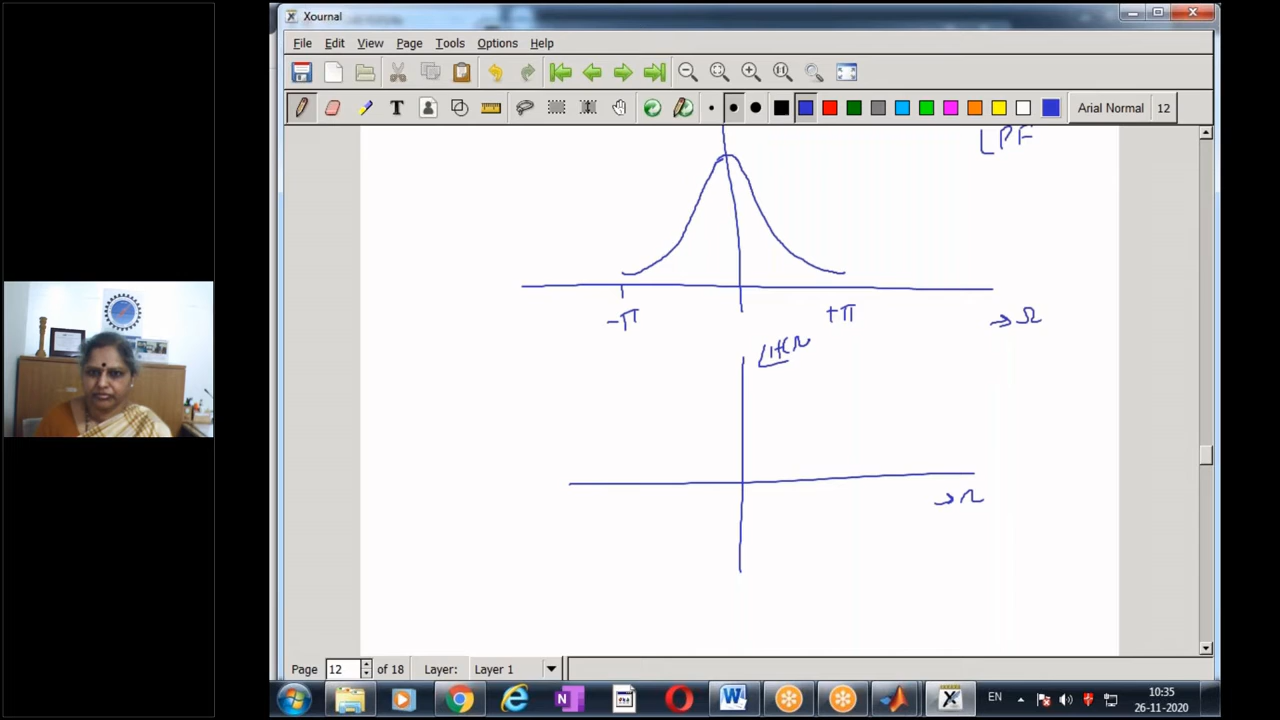 Xournal
File Edit View Page Tools Options Help
T Arial Normal 12
LPF
-π +π → Ω
∠H(Ω
→ Ω
Page 12 of 18 Layer: Layer 1
EN 10:35
26-11-2020